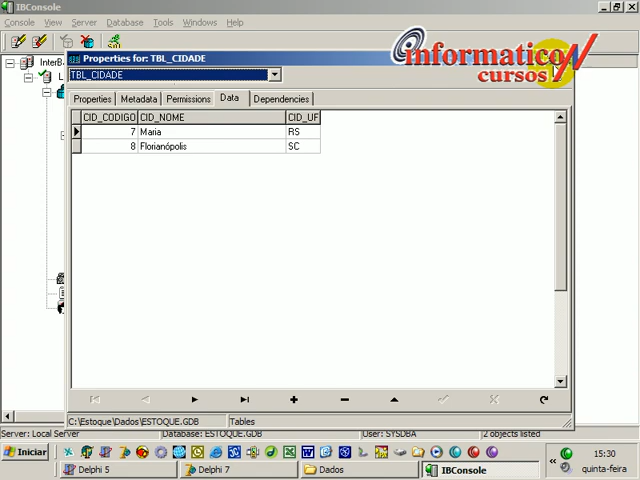 IBConsole
Console View Server Database Tools Windows Help
Properties for: TBL_CIDADE
informaticon
cursos
InterBa
L
TBL_CIDADE
Properties Metadata Permissions Data Dependencies
CID_CODIGO CID_NOME CID_UF
7 Maria RS
8 Florianópolis SC
C:\Estoque\Dados\ESTOQUE.GDB Tables
Server: Local Server Database: ESTOQUE.GDB User: SYSDBA 2 objects listed
Iniciar
Delphi 5 Delphi 7 Dados IBConsole
15:30
quinta-feira